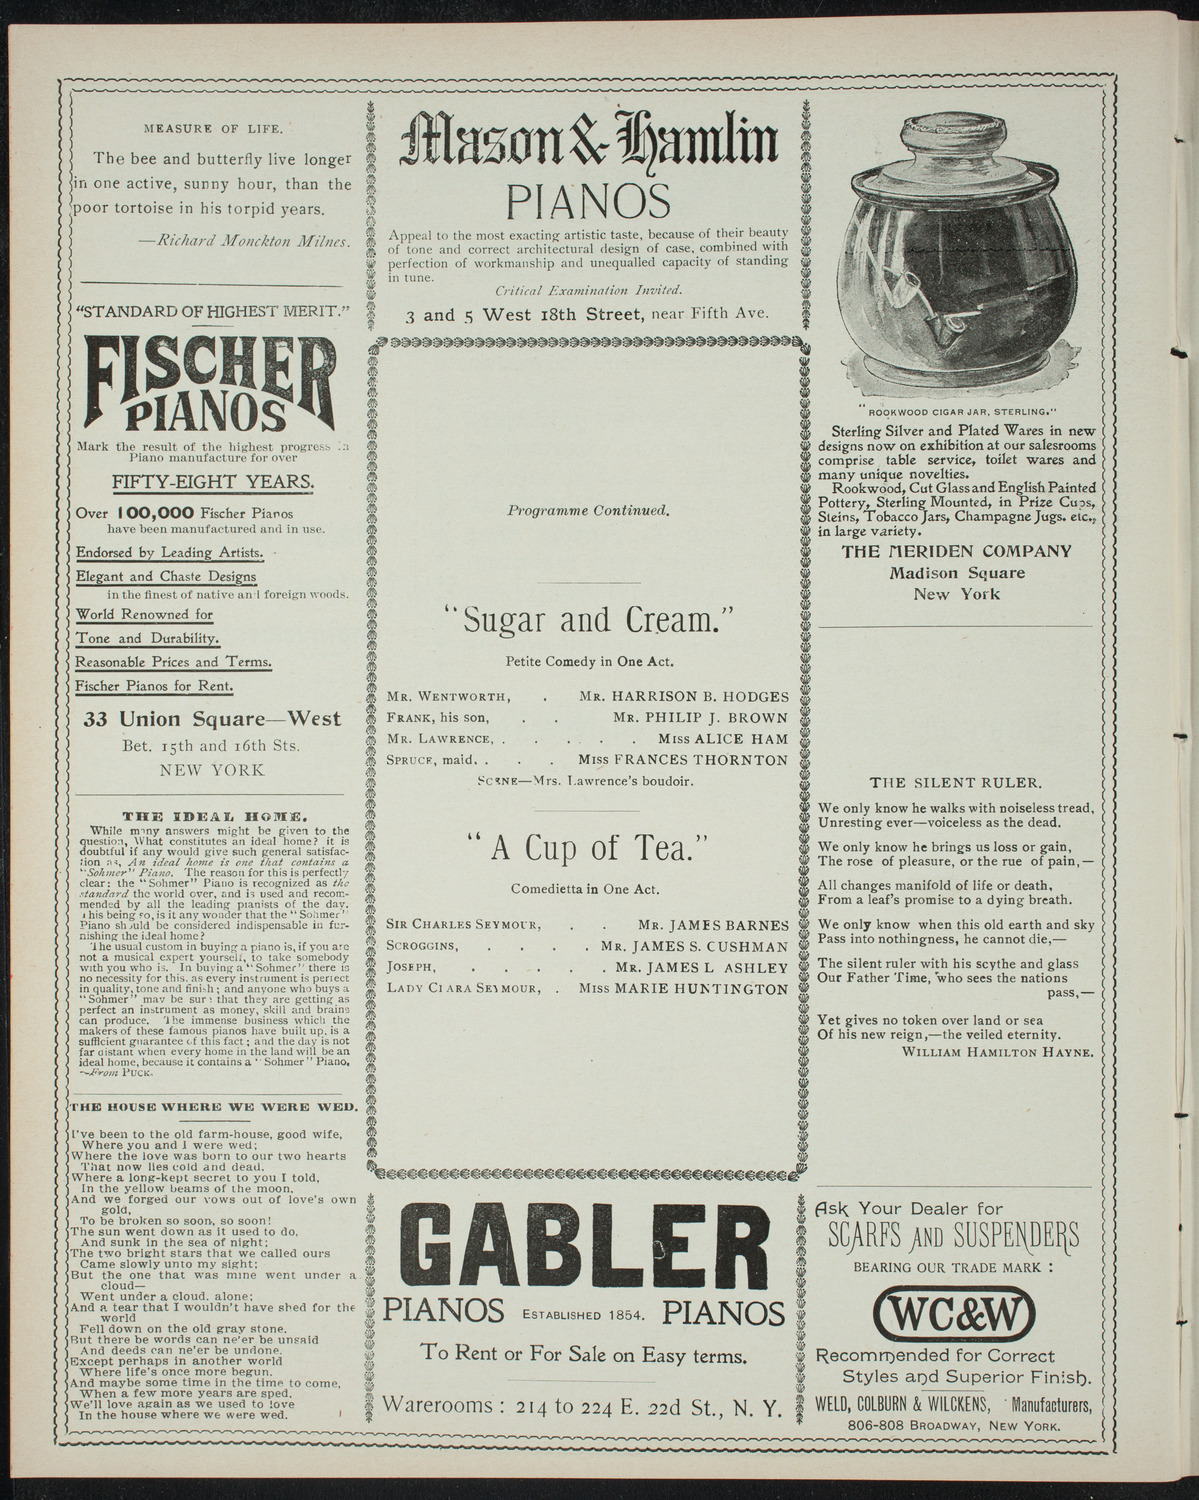 MEASURE OF LIFE.
The bee and butterfly live longer
in one active, sunny hour, than the
poor tortoise in his torpid years.
—Richard Monckton Milnes.
"STANDARD OF HIGHEST MERIT."
FISCHER
PIANOS
Mark the result of the highest progress in
Piano manufacture for over
FIFTY-EIGHT YEARS.
Over 100,000 Fischer Pianos
have been manufactured and in use.
Endorsed by Leading Artists.
Elegant and Chaste Designs
in the finest of native and foreign woods.
World Renowned for
Tone and Durability.
Reasonable Prices and Terms.
Fischer Pianos for Rent.
33 Union Square—West
Bet. 15th and 16th Sts.
NEW YORK
THE IDEAL HOME.
While many answers might be given to the
question, What constitutes an ideal home? it is
doubtful if any would give such general satisfac-
tion as, An ideal home is one that contains a
"Sohmer" Piano. The reason for this is perfectly
clear: the "Sohmer" Piano is recognized as the
standard the world over, and is used and recom-
mended by all the leading pianists of the day.
This being so, is it any wonder that the "Sohmer"
Piano should be considered indispensable in fur-
nishing the ideal home?
The usual custom in buying a piano is, if you are
not a musical expert yourself, to take somebody
with you who is. In buying a "Sohmer" there is
no necessity for this, as every instrument is perfect
in quality, tone and finish; and anyone who buys a
"Sohmer" may be sure that they are getting as
perfect an instrument as money, skill and brains
can produce. The immense business which the
makers of these famous pianos have built up, is a
sufficient guarantee of this fact; and the day is not
far distant when every home in the land will be an
ideal home, because it contains a "Sohmer" Piano.
—From PUCK.
THE HOUSE WHERE WE WERE WED.
I've been to the old farm-house, good wife,
Where you and I were wed;
Where the love was born to our two hearts
That now lies cold and dead.
Where a long-kept secret to you I told,
In the yellow beams of the moon,
And we forged our vows out of love's own
gold,
To be broken so soon, so soon!
The sun went down as it used to do,
And sunk in the sea of night;
The two bright stars that we called ours
Came slowly unto my sight;
But the one that was mine went under a
cloud—
Went under a cloud, alone;
And a tear that I wouldn't have shed for the
world
Fell down on the old gray stone.
But there be words can ne'er be unsaid
And deeds can ne'er be undone.
Except perhaps in another world
Where life's once more begun.
And maybe some time in the time to come,
When a few more years are sped,
We'll love again as we used to love
In the house where we were wed.
Mason & Hamlin
PIANOS
Appeal to the most exacting artistic taste, because of their beauty
of tone and correct architectural design of case, combined with
perfection of workmanship and unequalled capacity of standing
in tune.
Critical Examination Invited.
3 and 5 West 18th Street, near Fifth Ave.
Programme Continued.
"Sugar and Cream."
Petite Comedy in One Act.
MR. WENTWORTH, . MR. HARRISON B. HODGES
FRANK, his son, . . MR. PHILIP J. BROWN
MR. LAWRENCE, . . . . . MISS ALICE HAM
SPRUCE, maid, . . . MISS FRANCES THORNTON
SCENE—Mrs. Lawrence's boudoir.
"A Cup of Tea."
Comedietta in One Act.
SIR CHARLES SEYMOUR, . . MR. JAMES BARNES
SCROGGINS, . . . . MR. JAMES S. CUSHMAN
JOSEPH, . . . . . MR. JAMES L ASHLEY
LADY CLARA SEYMOUR, . MISS MARIE HUNTINGTON
GABLER
PIANOS ESTABLISHED 1854. PIANOS
To Rent or For Sale on Easy terms.
Warerooms: 214 to 224 E. 22d St., N. Y.
"ROOKWOOD CIGAR JAR, STERLING."
Sterling Silver and Plated Wares in new
designs now on exhibition at our salesrooms
comprise table service, toilet wares and
many unique novelties.
Rookwood, Cut Glass and English Painted
Pottery, Sterling Mounted, in Prize Cups,
Steins, Tobacco Jars, Champagne Jugs. etc.,
in large variety.
THE MERIDEN COMPANY
Madison Square
New York
THE SILENT RULER.
We only know he walks with noiseless tread,
Unresting ever—voiceless as the dead.
We only know he brings us loss or gain,
The rose of pleasure, or the rue of pain,—
All changes manifold of life or death,
From a leaf's promise to a dying breath.
We only know when this old earth and sky
Pass into nothingness, he cannot die,—
The silent ruler with his scythe and glass
Our Father Time, who sees the nations
pass,—
Yet gives no token over land or sea
Of his new reign,—the veiled eternity.
WILLIAM HAMILTON HAYNE.
Ask Your Dealer for
SCARFS AND SUSPENDERS
BEARING OUR TRADE MARK:
WC&W
Recommended for Correct
Styles and Superior Finish.
WELD, COLBURN & WILCKENS, Manufacturers,
806-808 BROADWAY, NEW YORK.